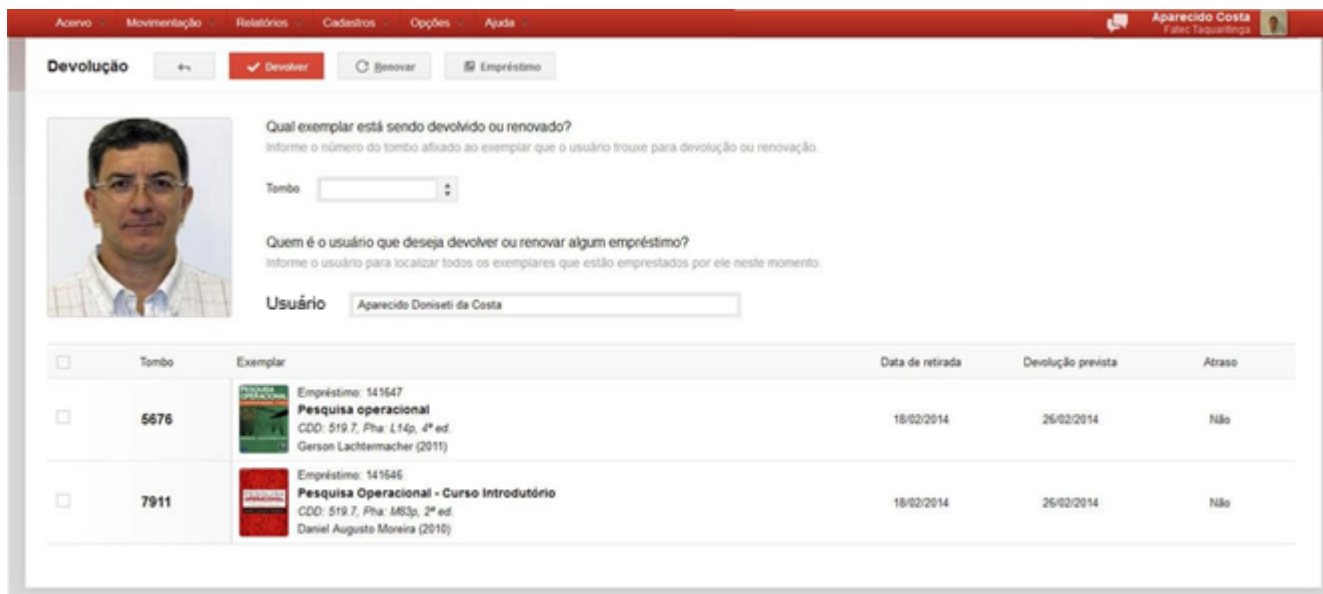 Acervo Movimentação Relatórios Cadastros Opções Ajuda
Aparecido Costa
Fatec Taquaritinga
Devolução Devolver Renovar Empréstimo
Qual exemplar está sendo devolvido ou renovado?
Informe o número do tombo afixado ao exemplar que o usuário trouxe para devolução ou renovação.
Tombo
Quem é o usuário que deseja devolver ou renovar algum empréstimo?
Informe o usuário para localizar todos os exemplares que estão emprestados por ele neste momento.
Usuário Aparecido Doniseti da Costa
Tombo Exemplar Data de retirada Devolução prevista Atraso
PESQUISA
OPERACIONAL
Empréstimo: 141647
Pesquisa operacional
5676 18/02/2014 26/02/2014 Não
CDD: 519.7, Pha: L14p, 4ª ed.
Gerson Lachtermacher (2011)
Empréstimo: 141646
PESQUISA
OPERACIONAL
Pesquisa Operacional - Curso Introdutório
7911 18/02/2014 26/02/2014 Não
CDD: 519.7, Pha: M83p, 2ª ed.
Daniel Augusto Moreira (2010)